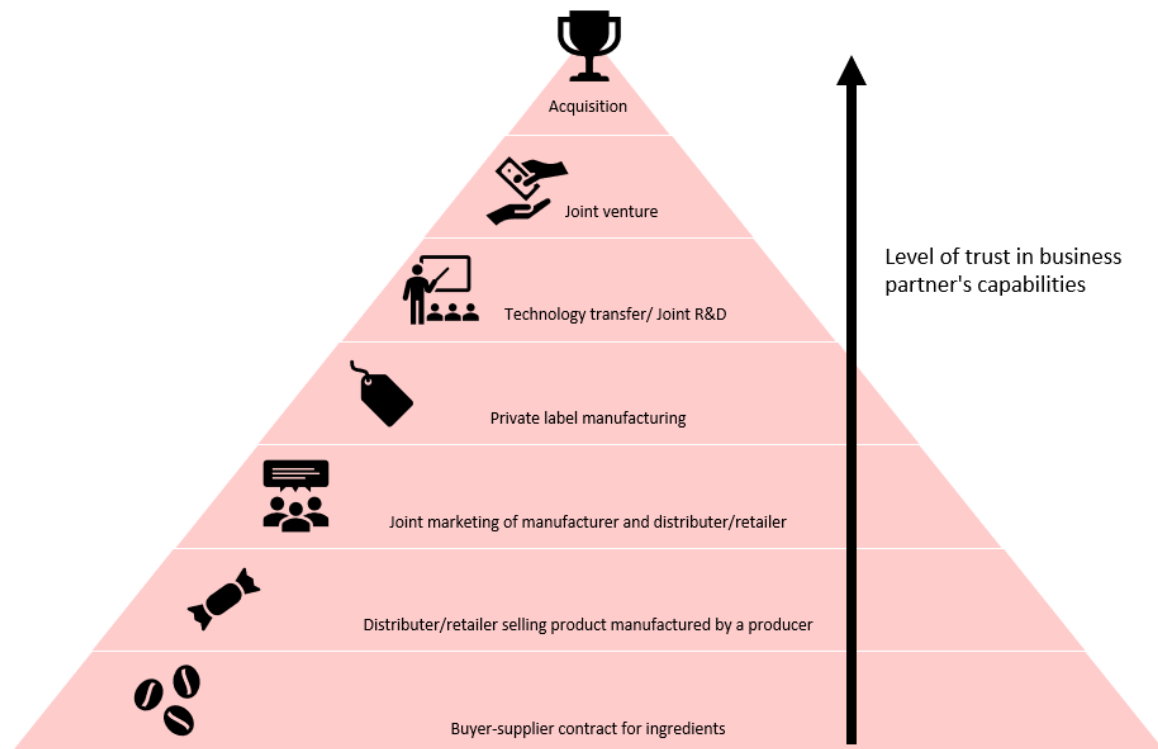 Acquisition
Joint venture
Level of trust in business
partner's capabilities
Technology transfer/ Joint R&D
Private label manufacturing
Joint marketing of manufacturer and distributer/retailer
Distributer/retailer selling product manufactured by a producer
Buyer-supplier contract for ingredients